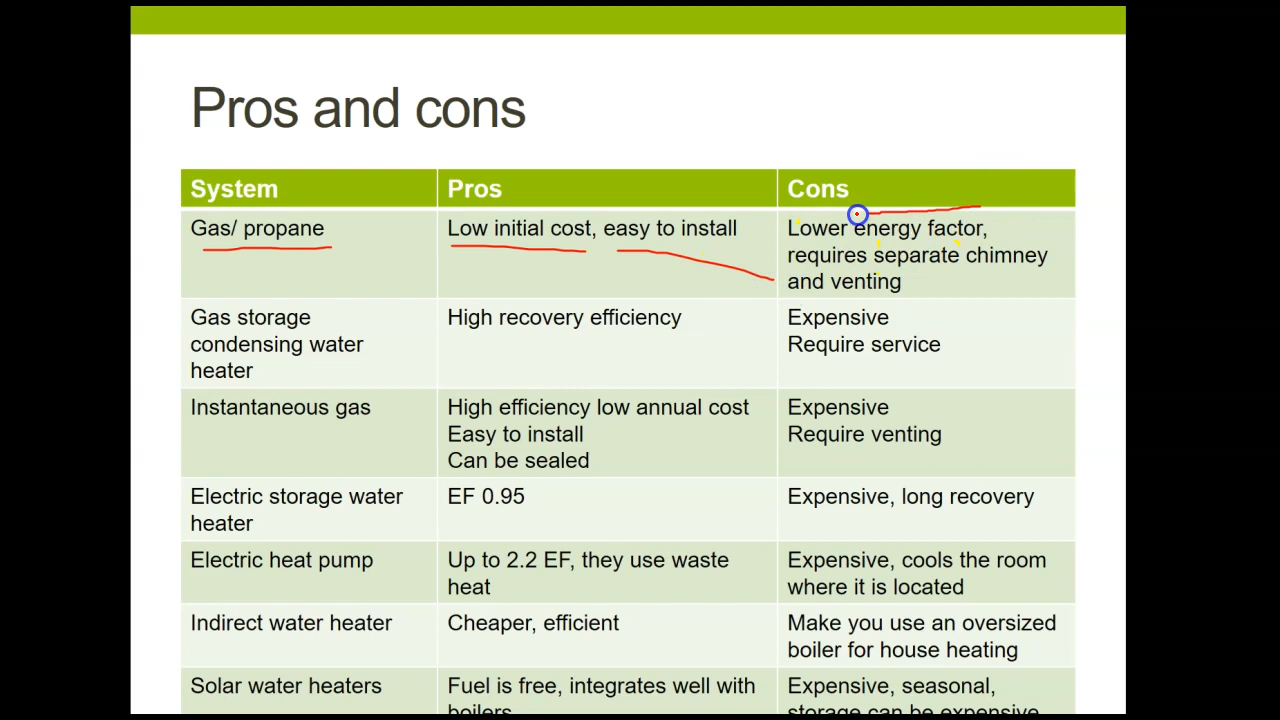 Pros and cons
System Pros Cons
Gas/ propane Low initial cost, easy to install Lower energy factor,
requires separate chimney
and venting
Gas storage High recovery efficiency Expensive
condensing water Require service
heater
Instantaneous gas High efficiency low annual cost Expensive
Easy to install Require venting
Can be sealed
Electric storage water EF 0.95 Expensive, long recovery
heater
Electric heat pump Up to 2.2 EF, they use waste Expensive, cools the room
heat where it is located
Indirect water heater Cheaper, efficient Make you use an oversized
boiler for house heating
Solar water heaters Fuel is free, integrates well with Expensive, seasonal,
boilers storage can be expensive